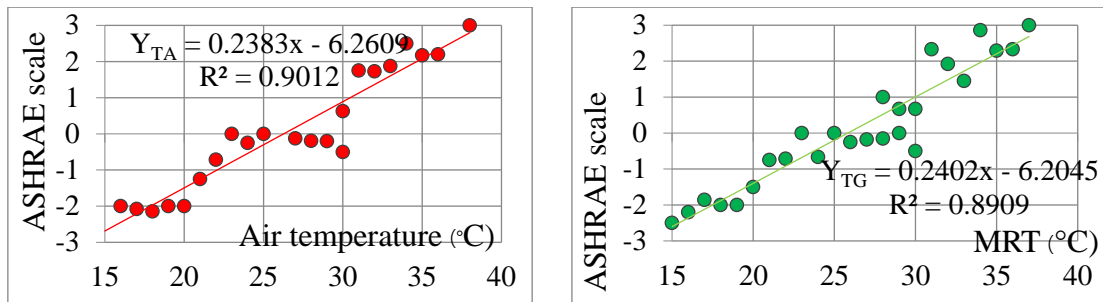 ASHRAE scale
3
2
1
0
-1
-2
-3
Y_TA = 0.2383x - 6.2609
R² = 0.9012
Air temperature (°C)
15 20 25 30 35 40
ASHRAE scale
3
2
1
0
-1
-2
-3
Y_TG = 0.2402x - 6.2045
R² = 0.8909
MRT (°C)
15 20 25 30 35 40